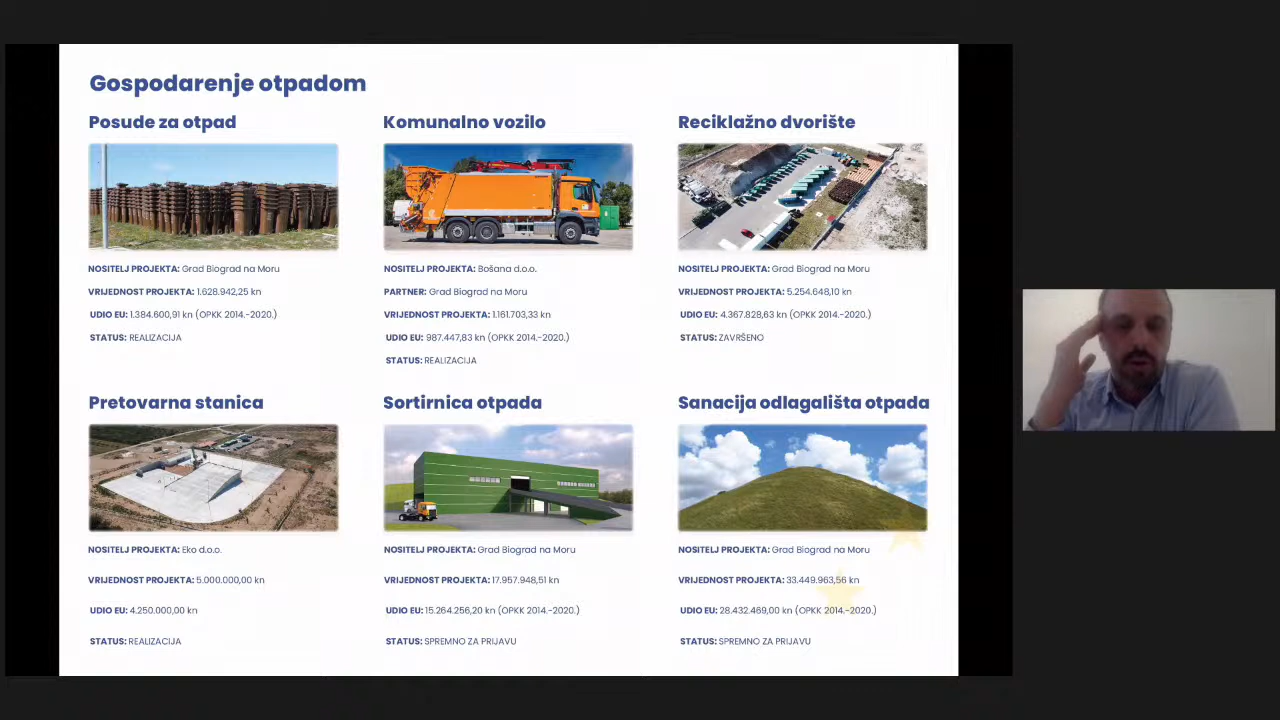 Gospodarenje otpadom
Posude za otpad
NOSITELJ PROJEKTA: Grad Biograd na Moru
VRIJEDNOST PROJEKTA: 1.628.942,25 kn
UDIO EU: 1.384.600,91 kn (OPKK 2014.-2020.)
STATUS: REALIZACIJA
Komunalno vozilo
NOSITELJ PROJEKTA: Bošana d.o.o.
PARTNER: Grad Biograd na Moru
VRIJEDNOST PROJEKTA: 1.161.703,33 kn
UDIO EU: 987.447,83 kn (OPKK 2014.-2020.)
STATUS: REALIZACIJA
Reciklažno dvorište
NOSITELJ PROJEKTA: Grad Biograd na Moru
VRIJEDNOST PROJEKTA: 5.254.648,10 kn
UDIO EU: 4.367.828,63 kn (OPKK 2014.-2020.)
STATUS: ZAVRŠENO
Pretovarna stanica
NOSITELJ PROJEKTA: Eko d.o.o.
VRIJEDNOST PROJEKTA: 5.000.000,00 kn
UDIO EU: 4.250.000,00 kn
STATUS: REALIZACIJA
Sortirnica otpada
NOSITELJ PROJEKTA: Grad Biograd na Moru
VRIJEDNOST PROJEKTA: 17.957.948,51 kn
UDIO EU: 15.264.256,20 kn (OPKK 2014.-2020.)
STATUS: SPREMNO ZA PRIJAVU
Sanacija odlagališta otpada
NOSITELJ PROJEKTA: Grad Biograd na Moru
VRIJEDNOST PROJEKTA: 33.449.963,56 kn
UDIO EU: 28.432.469,00 kn (OPKK 2014.-2020.)
STATUS: SPREMNO ZA PRIJAVU